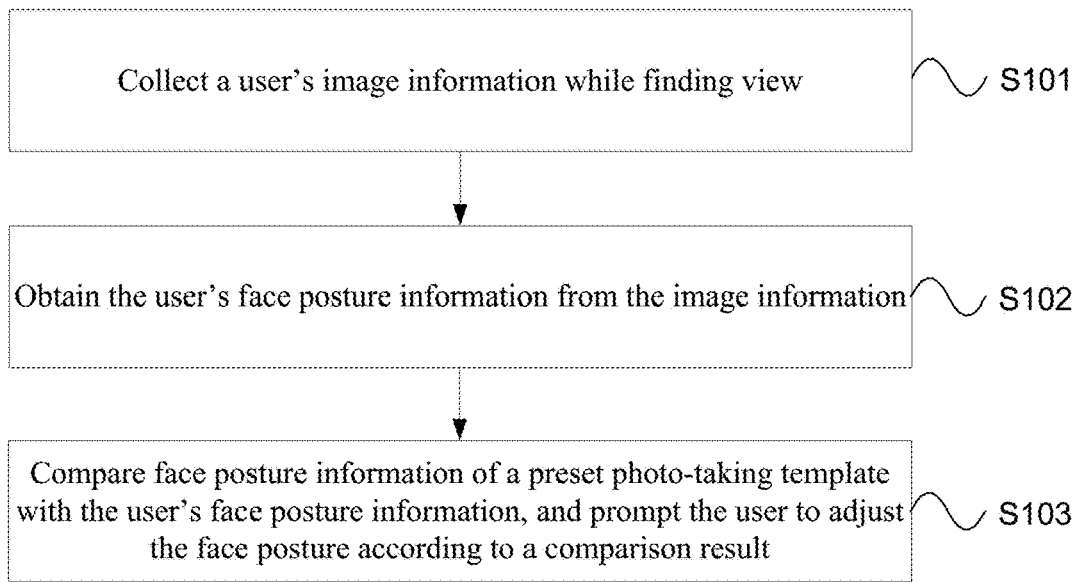 Collect a user's image information while finding view
S101
Obtain the user's face posture information from the image information
S102
Compare face posture information of a preset photo-taking template
with the user's face posture information, and prompt the user to adjust
the face posture according to a comparison result
S103